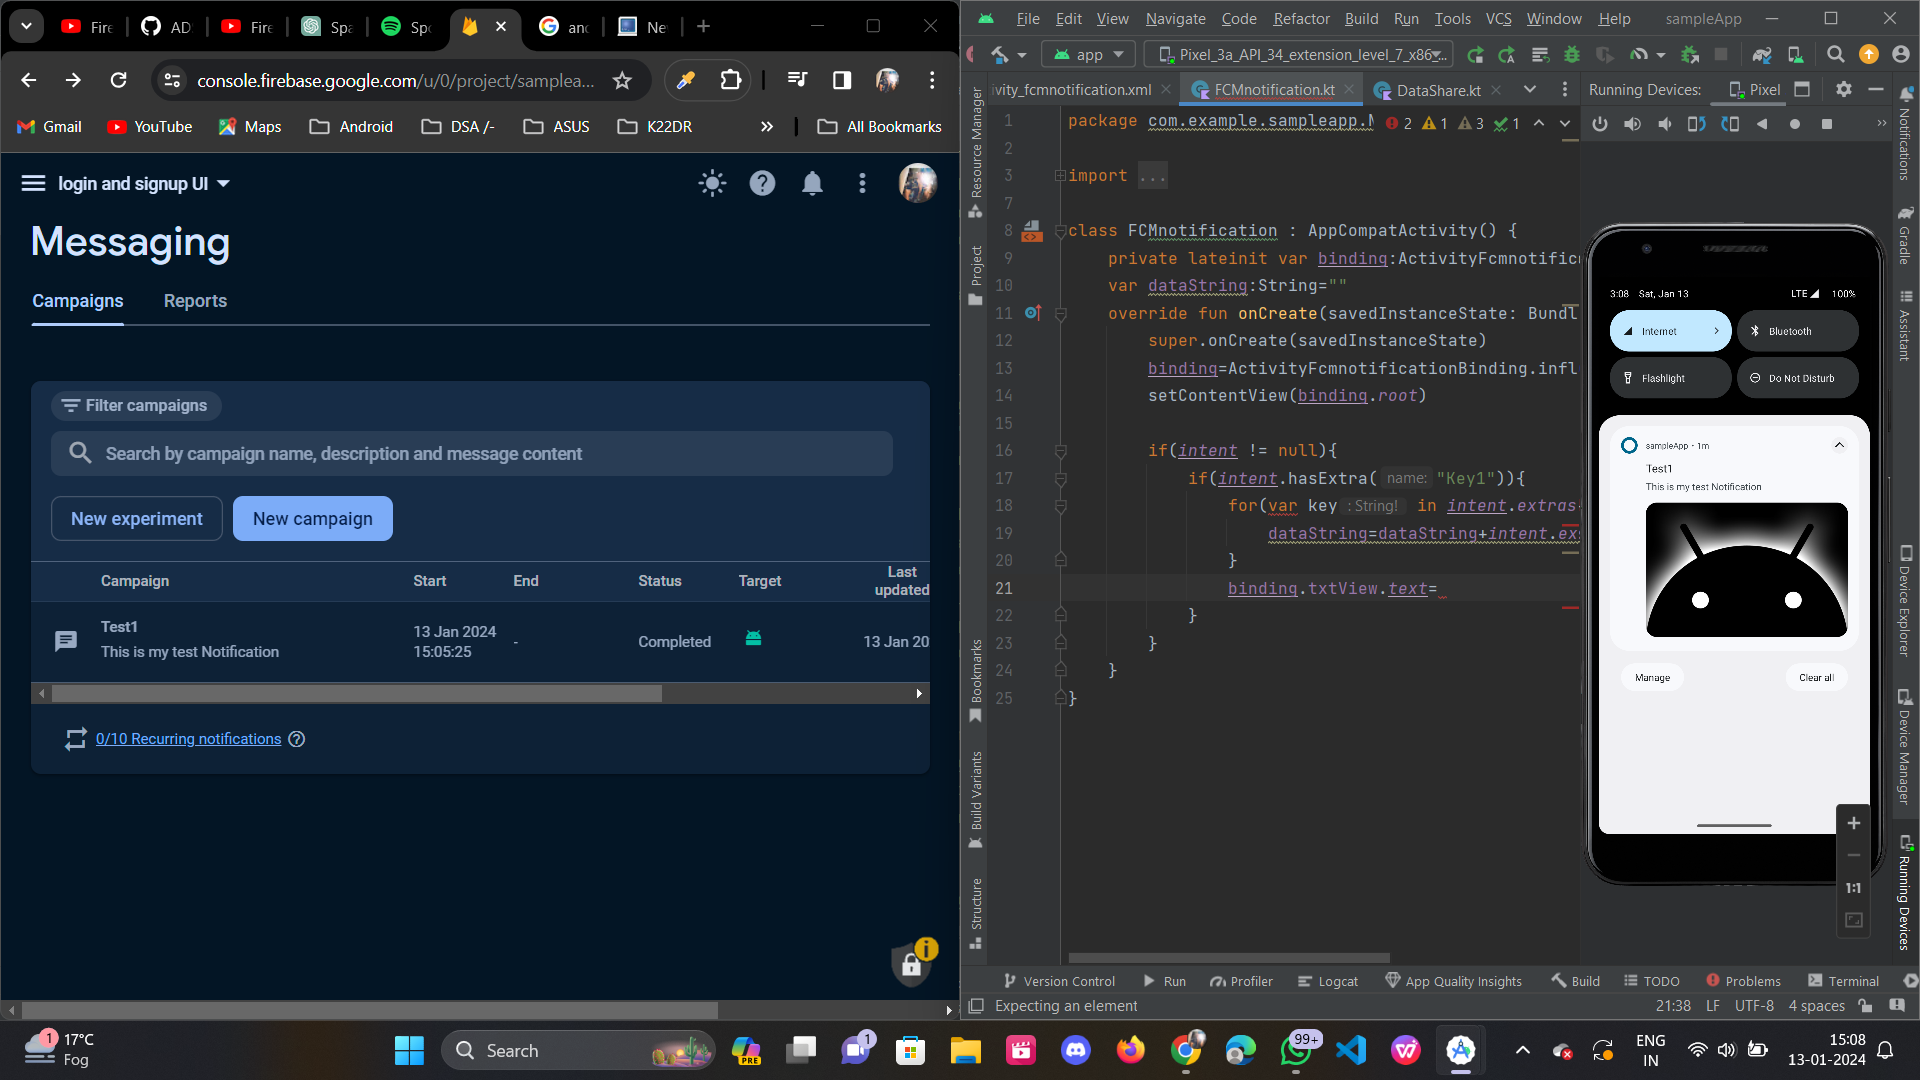 Fire
AD
Fire
Spa
Spo
and
Ne
console.firebase.google.com/u/0/project/samplea...
Gmail
YouTube
Maps
Android
DSA /-
ASUS
K22DR
»
All Bookmarks
login and signup UI
Messaging
Campaigns
Reports
Filter campaigns
Search by campaign name, description and message content
New experiment
New campaign
Campaign
Start
End
Status
Target
Last
updated
Test1
This is my test Notification
13 Jan 2024
15:05:25
-
Completed
13 Jan 20
0/10 Recurring notifications
File Edit View Navigate Code Refactor Build Run Tools VCS Window Help sampleApp
app
Pixel_3a_API_34_extension_level_7_x86...
ivity_fcmnotification.xml
FCMnotification.kt
DataShare.kt
Running Devices:
Pixel
Resource Manager
Project
Bookmarks
Build Variants
Structure
1 package com.example.sampleapp.M
2 1 3 1
2
3 import ...
7
8 class FCMnotification : AppCompatActivity() {
9 private lateinit var binding:ActivityFcmnotific
10 var dataString:String=""
11 override fun onCreate(savedInstanceState: Bundl
12 super.onCreate(savedInstanceState)
13 binding=ActivityFcmnotificationBinding.infl
14 setContentView(binding.root)
15
16 if(intent != null){
17 if(intent.hasExtra( name: "Key1")){
18 for(var key : String! in intent.extras
19 dataString=dataString+intent.ex
20 }
21 binding.txtView.text=
22 }
23 }
24 }
25 }
3:08 Sat, Jan 13
LTE 100%
Internet
Bluetooth
Flashlight
Do Not Disturb
sampleApp • 1m
Test1
This is my test Notification
Manage
Clear all
1:1
Notifications
Gradle
Assistant
Device Explorer
Device Manager
Running Devices
Version Control
Run
Profiler
Logcat
App Quality Insights
Build
TODO
Problems
Terminal
Expecting an element
21:38 LF UTF-8 4 spaces
1
17°C
Fog
Search
PRE
1
99+
ENG
IN
15:08
13-01-2024